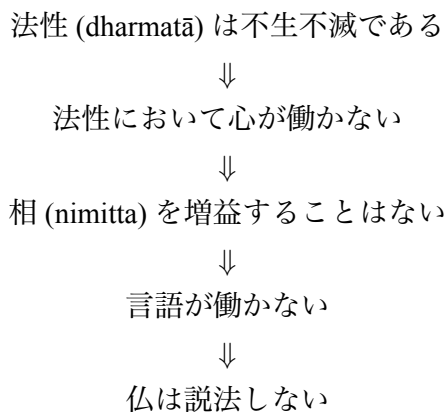 法性 (dharmatā) は不生不滅である
⇓
法性において心が働かない
⇓
相 (nimitta) を増益することはない
⇓
言語が働かない
⇓
仏は説法しない